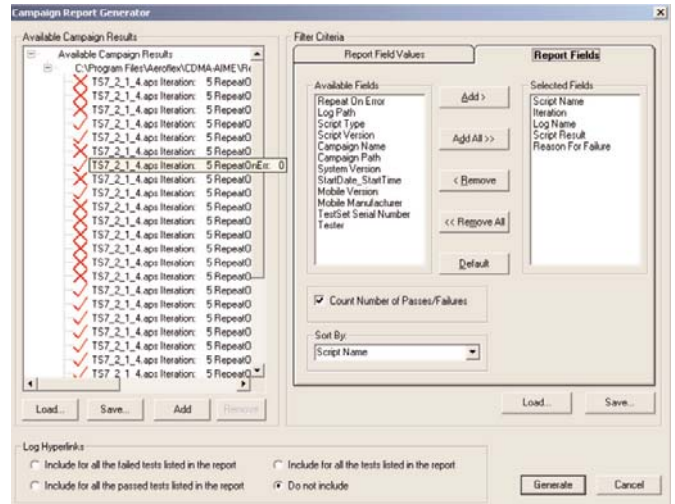 Campaign Report Generator
Available Campaign Results
Available Campaign Results
C:\Program Files\Aeroflex\CDMA-AIME\Re
TS7_2_1_4.aps Iteration: 5 RepeatO
TS7_2_1_4.aps Iteration: 5 RepeatO
TS7_2_1_4.aps Iteration: 5 RepeatO
TS7_2_1_4.aps Iteration: 5 RepeatO
TS7_2_1_4.aps Iteration: 5 RepeatO
TS7_2_1_4.aps Iteration: 5 RepeatO
TS7_2_1_4.aps Iteration: 5 RepeatOnErr: 0
TS7_2_1_4.aps Iteration: 5 RepeatO
TS7_2_1_4.aps Iteration: 5 RepeatO
TS7_2_1_4.aps Iteration: 5 RepeatO
TS7_2_1_4.aps Iteration: 5 RepeatO
TS7_2_1_4.aps Iteration: 5 RepeatO
TS7_2_1_4.aps Iteration: 5 RepeatO
TS7_2_1_4.aps Iteration: 5 RepeatO
TS7_2_1_4.aps Iteration: 5 RepeatO
TS7_2_1_4.aps Iteration: 5 RepeatO
TS7_2_1_4.aps Iteration: 5 RepeatO
TS7_2_1_4.aps Iteration: 5 RepeatO
TS7_2_1_4.aps Iteration: 5 RepeatO
TS7_2_1_4.aps Iteration: 5 RepeatO
TS7_2_1_4.aps Iteration: 5 RepeatO
Load... Save... Add Remove
Filter Criteria
Report Field Values Report Fields
Available Fields
Repeat On Error
Log Path
Script Type
Script Version
Campaign Name
Campaign Path
System Version
StartDate_StartTime
Mobile Version
Mobile Manufacturer
TestSet Serial Number
Tester
Add >
Add All >>
< Remove
<< Remove All
Default
Selected Fields
Script Name
Iteration
Log Name
Script Result
Reason For Failure
Count Number of Passes/Failures
Sort By:
Script Name
Load... Save...
Log Hyperlinks
Include for all the failed tests listed in the report
Include for all the tests listed in the report
Include for all the passed tests listed in the report
Do not include
Generate Cancel